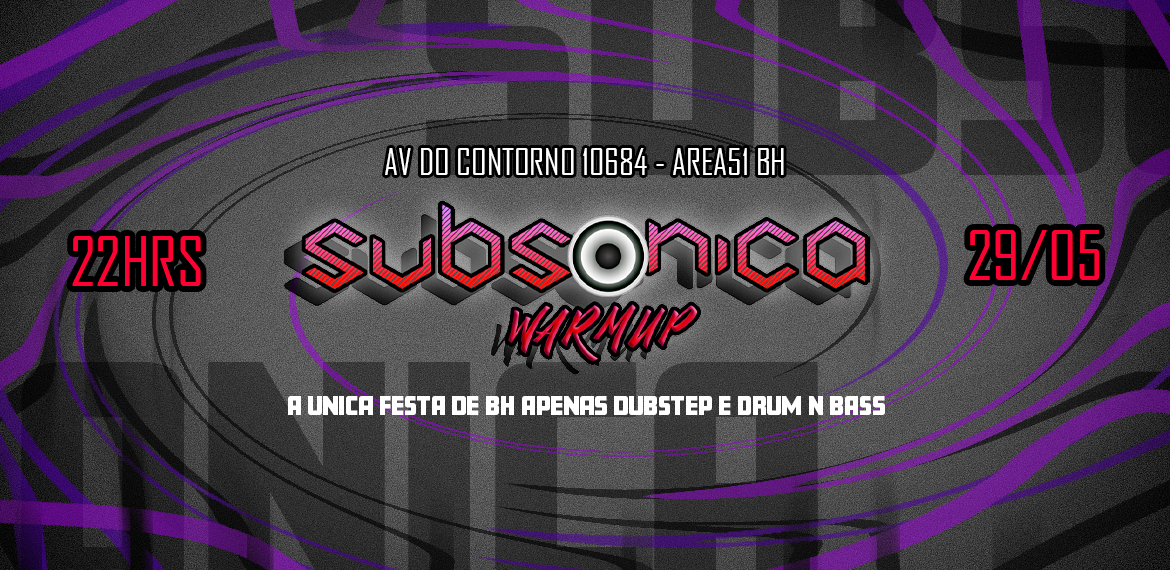 AV DO CONTORNO 10684 - AREA51 BH
subsonica
22HRS
29/05
WARMUP
A UNICA FESTA DE BH APENAS DUBSTEP E DRUM N BASS